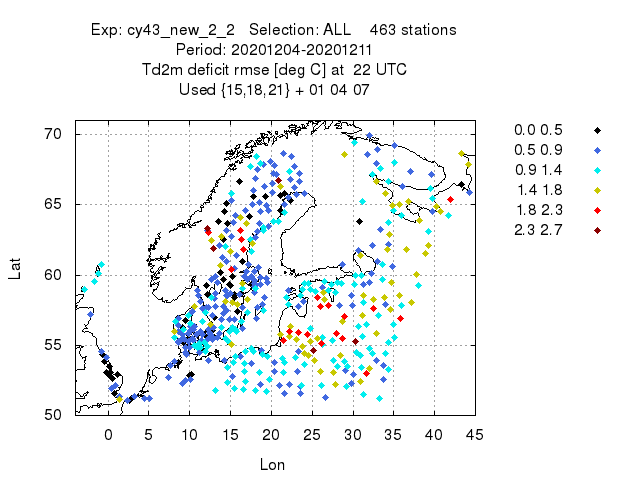 Exp: cy43_new_2_2   Selection: ALL    463 stations
Period: 20201204-20201211
Td2m deficit rmse [deg C] at  22 UTC
Used {15,18,21} + 01 04 07
0.0 0.5
0.5 0.9
0.9 1.4
1.4 1.8
1.8 2.3
2.3 2.7
70
65
60
55
50
Lat
0 5 10 15 20 25 30 35 40 45
Lon